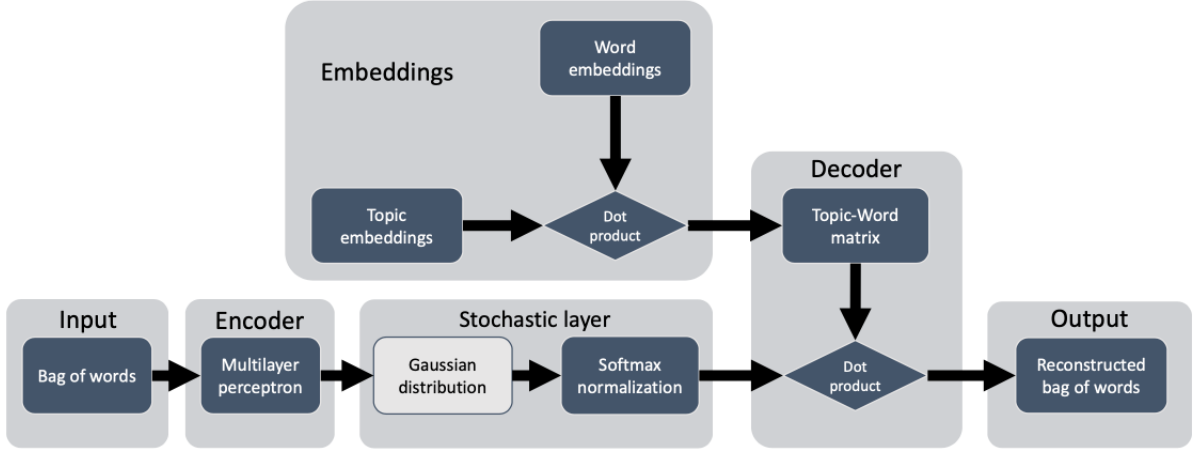 Embeddings
Word
embeddings
Topic
embeddings
Dot
product
Decoder
Topic-Word
matrix
Input
Bag of words
Encoder
Multilayer
perceptron
Stochastic layer
Gaussian
distribution
Softmax
normalization
Dot
product
Output
Reconstructed
bag of words